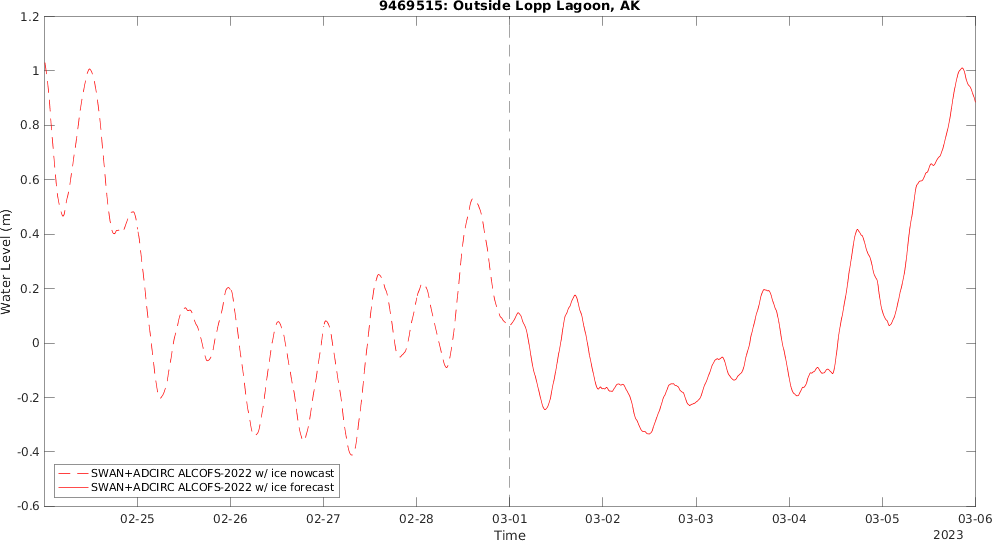 9469515: Outside Lopp Lagoon, AK
1.2
1
0.8
0.6
0.4
0.2
0
-0.2
-0.4
-0.6
Water Level (m)
SWAN+ADCIRC ALCOFS-2022 w/ ice nowcast
SWAN+ADCIRC ALCOFS-2022 w/ ice forecast
02-25 02-26 02-27 02-28 03-01 03-02 03-03 03-04 03-05 03-06
Time
2023